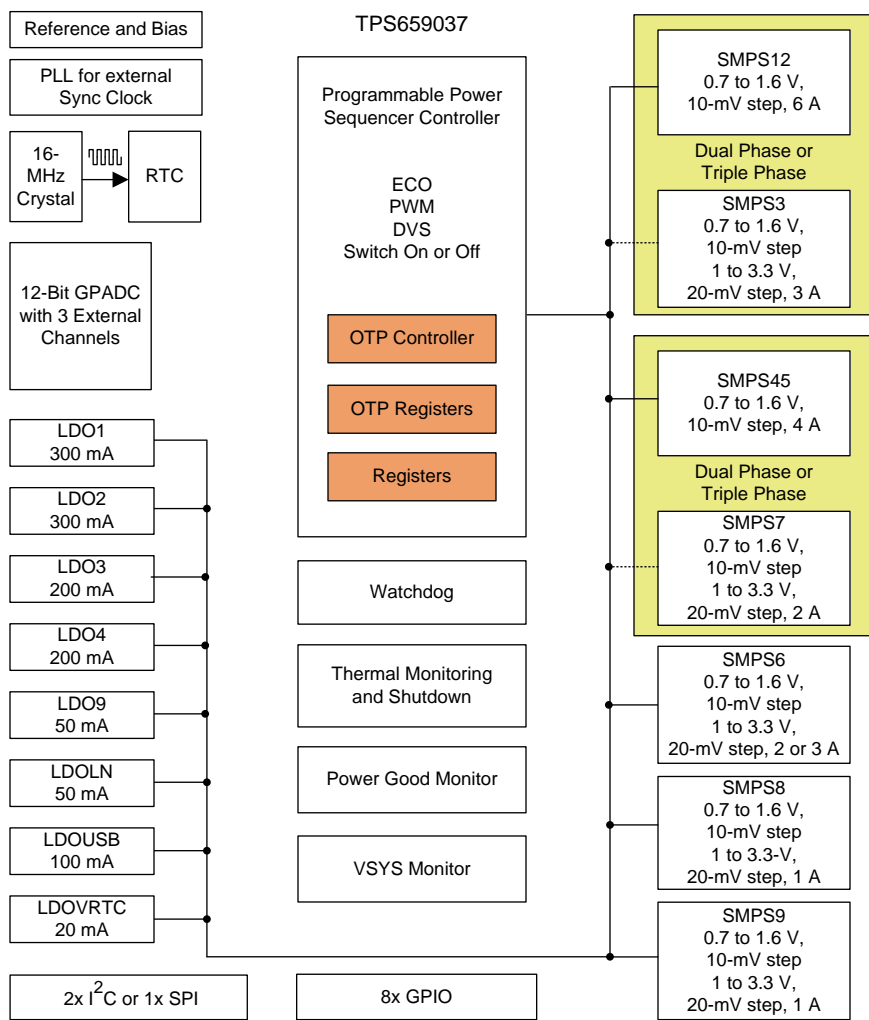 Reference and Bias
PLL for external
Sync Clock
16-
MHz
Crystal
RTC
12-Bit GPADC
with 3 External
Channels
LDO1
300 mA
LDO2
300 mA
LDO3
200 mA
LDO4
200 mA
LDO9
50 mA
LDOLN
50 mA
LDOUSB
100 mA
LDOVRTC
20 mA
2x I²C or 1x SPI
TPS659037
Programmable Power
Sequencer Controller
ECO
PWM
DVS
Switch On or Off
OTP Controller
OTP Registers
Registers
Watchdog
Thermal Monitoring
and Shutdown
Power Good Monitor
VSYS Monitor
8x GPIO
SMPS12
0.7 to 1.6 V,
10-mV step, 6 A
Dual Phase or
Triple Phase
SMPS3
0.7 to 1.6 V,
10-mV step
1 to 3.3 V,
20-mV step, 3 A
SMPS45
0.7 to 1.6 V,
10-mV step, 4 A
Dual Phase or
Triple Phase
SMPS7
0.7 to 1.6 V,
10-mV step
1 to 3.3 V,
20-mV step, 2 A
SMPS6
0.7 to 1.6 V,
10-mV step
1 to 3.3 V,
20-mV step, 2 or 3 A
SMPS8
0.7 to 1.6 V,
10-mV step
1 to 3.3-V,
20-mV step, 1 A
SMPS9
0.7 to 1.6 V,
10-mV step
1 to 3.3 V,
20-mV step, 1 A